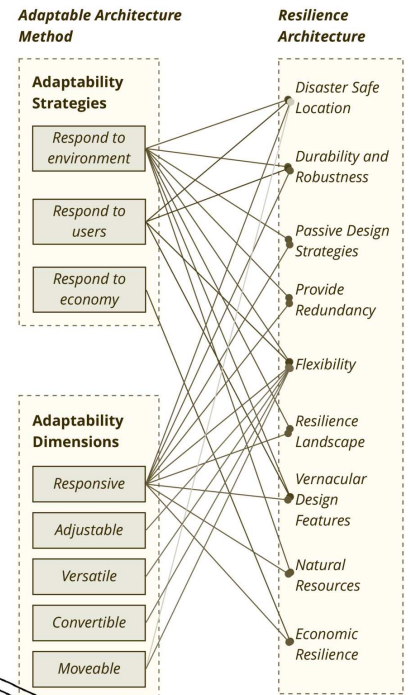 Adaptable Architecture
Method
Adaptability
Strategies
Respond to
environment
Respond to
users
Respond to
economy
Adaptability
Dimensions
Responsive
Adjustable
Versatile
Convertible
Moveable
Resilience
Architecture
Disaster Safe
Location
Durability and
Robustness
Passive Design
Strategies
Provide
Redundancy
Flexibility
Resilience
Landscape
Vernacular
Design
Features
Natural
Resources
Economic
Resilience